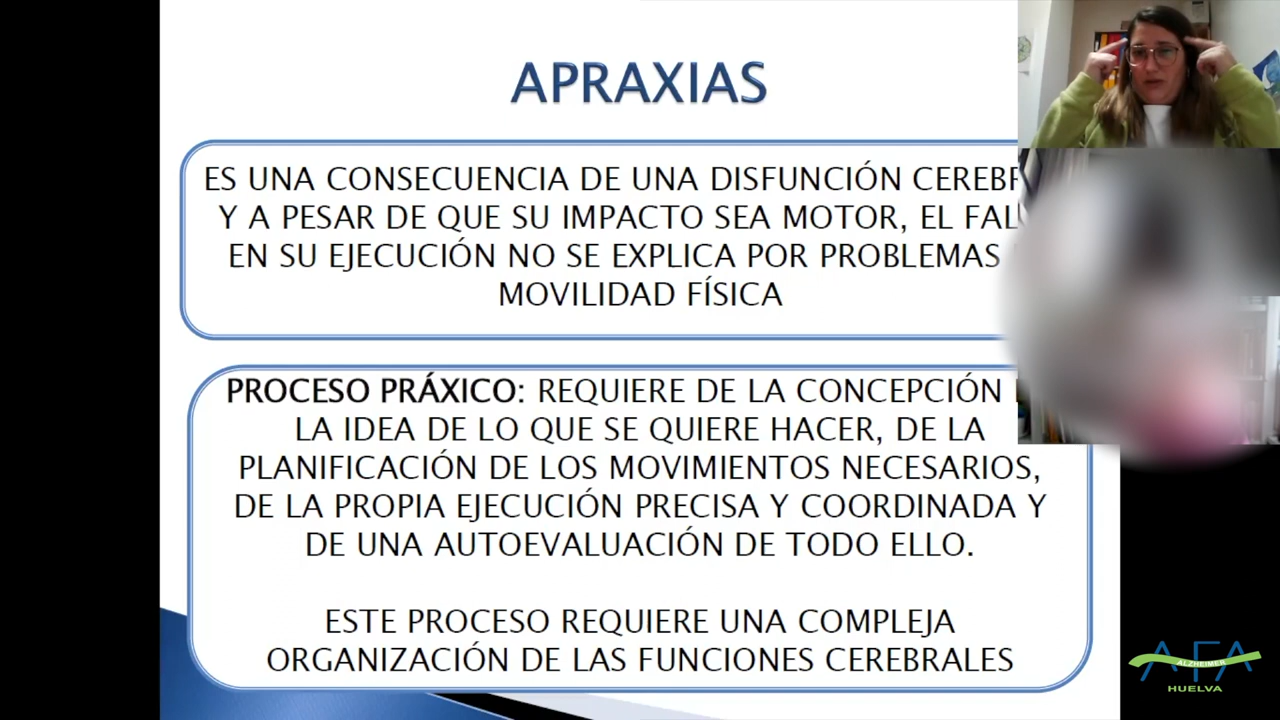 APRAXIAS
ES UNA CONSECUENCIA DE UNA DISFUNCIÓN
Y A PESAR DE QUE SU IMPACTO SEA MOTOR, EL
EN SU EJECUCIÓN NO SE EXPLICA POR PROBLEMAS
MOVILIDAD FÍSICA
PROCESO PRÁXICO: REQUIERE DE LA CONCEPCIÓN
LA IDEA DE LO QUE SE QUIERE HACER, DE LA
PLANIFICACIÓN DE LOS MOVIMIENTOS NECESARIOS,
DE LA PROPIA EJECUCIÓN PRECISA Y COORDINADA Y
DE UNA AUTOEVALUACIÓN DE TODO ELLO.
ESTE PROCESO REQUIERE UNA COMPLEJA
ORGANIZACIÓN DE LAS FUNCIONES CEREBRALES
AFA
ALZHEIMER
HUELVA